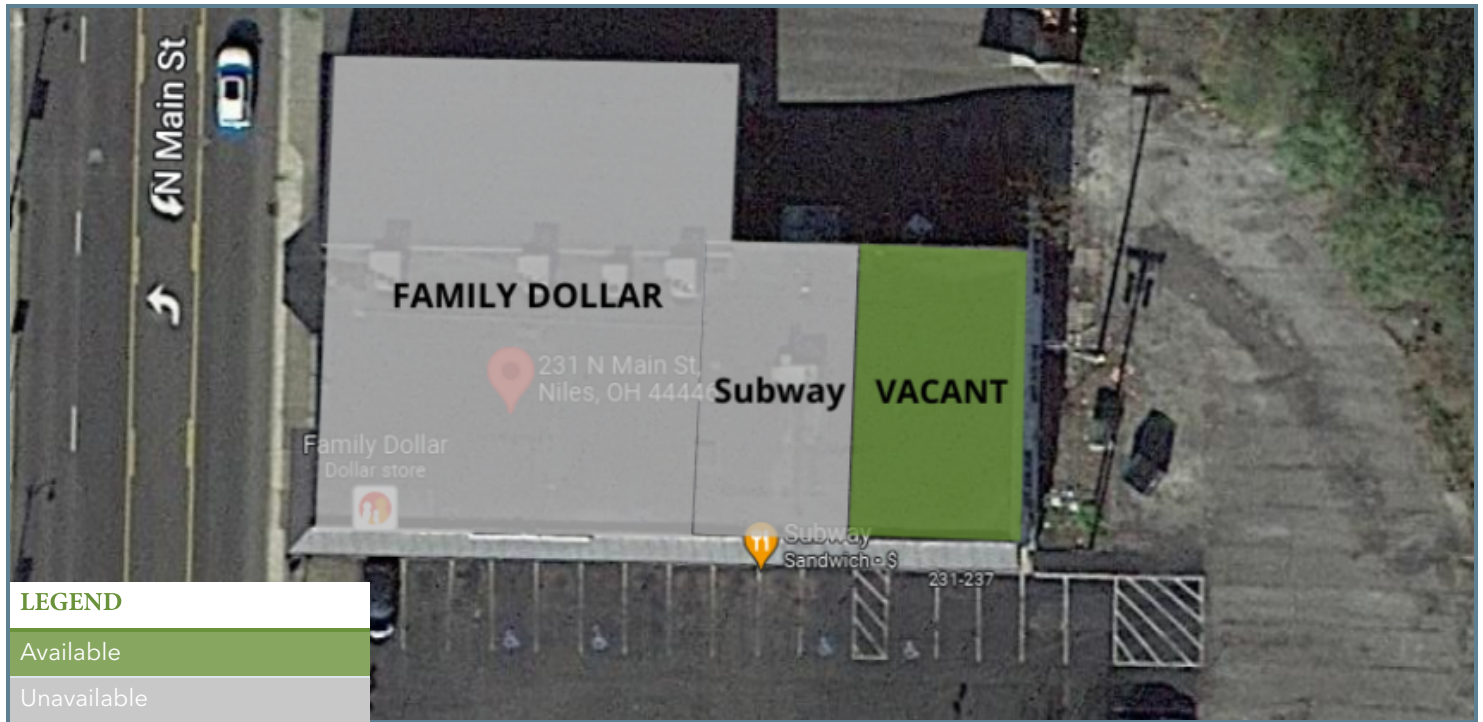 N Main St
FAMILY DOLLAR
231 N Main St,
Niles, OH 44446
Subway
VACANT
Family Dollar
Dollar store
Subway
Sandwich • $
231-237
LEGEND
Available
Unavailable